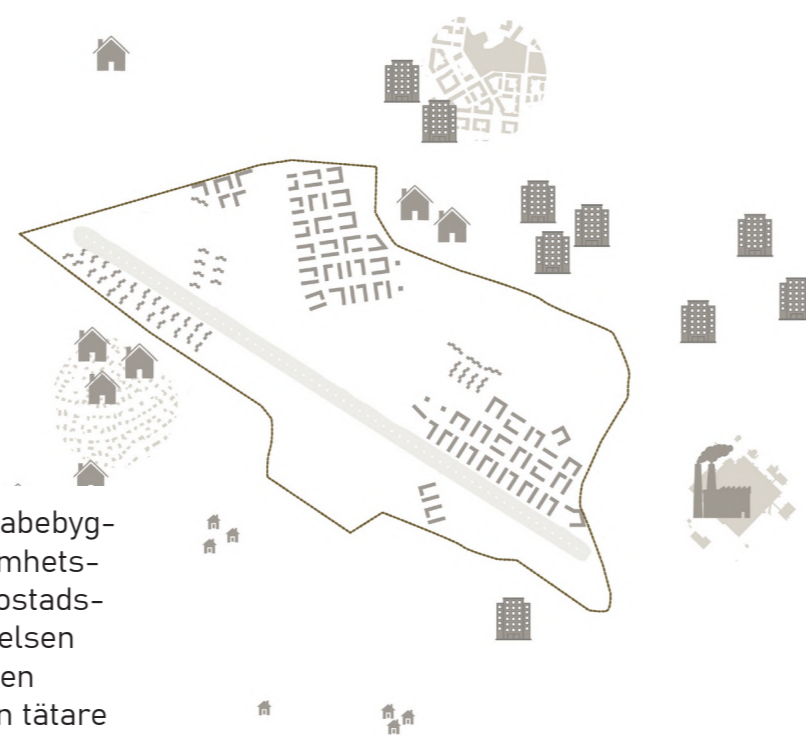 abebyg-
mhets-
ostads-
elsen
en
n tätare